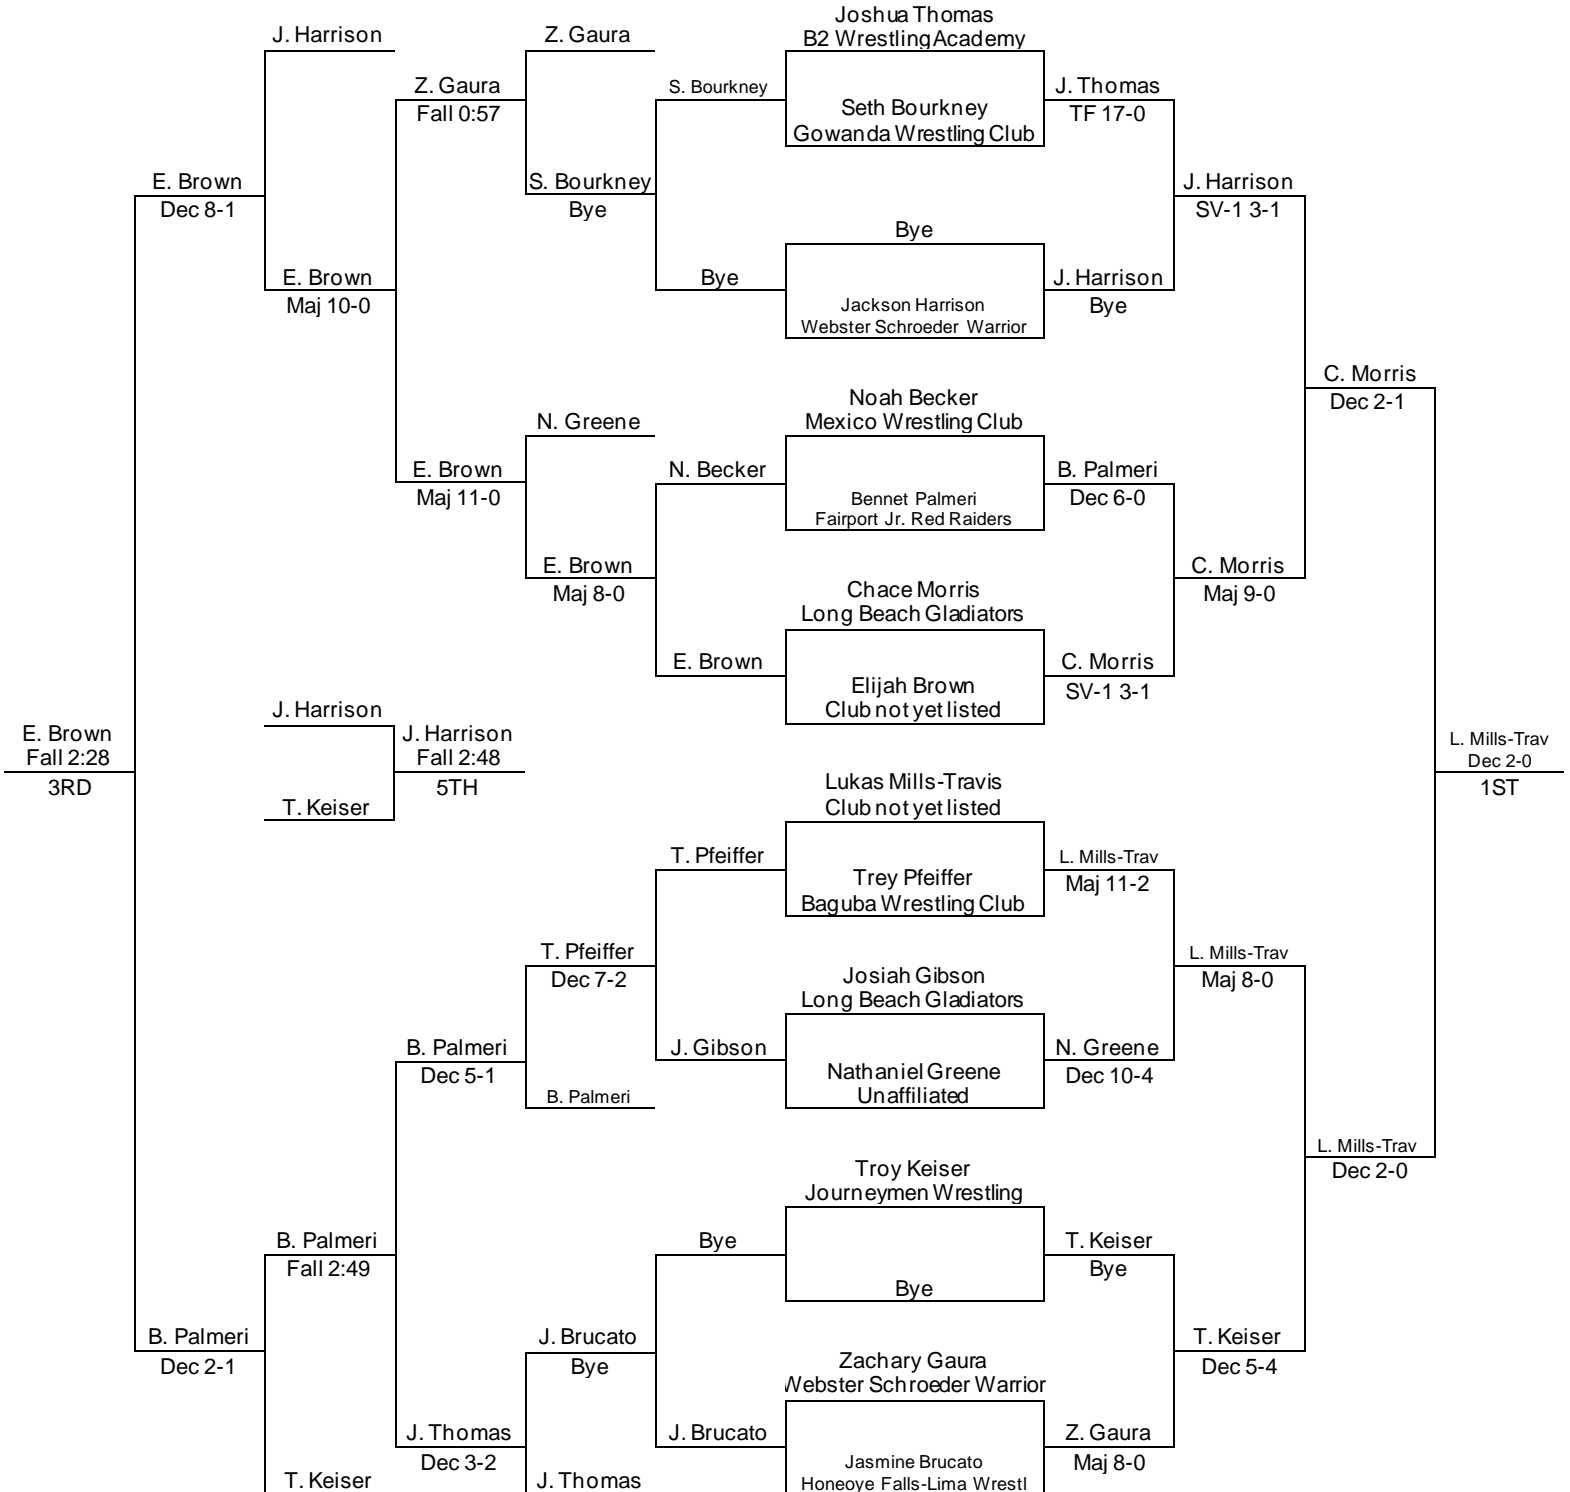 Joshua Thomas
J. Harrison
Z. Gaura
B2 Wrestling Academy
Z. Gaura
S. Bourkney
J. Thomas
Fall 0:57
Seth Bourkney
TF 17-0
Gowanda Wrestling Club
E. Brown
S. Bourkney
J. Harrison
Dec 8-1
Bye
SV-1 3-1
Bye
E. Brown
Bye
J. Harrison
Maj 10-0
Jackson Harrison
Bye
Webster Schroeder Warrior
C. Morris
Noah Becker
Dec 2-1
N. Greene
Mexico Wrestling Club
E. Brown
N. Becker
B. Palmeri
Maj 11-0
Bennet Palmeri
Dec 6-0
Fairport Jr. Red Raiders
E. Brown
C. Morris
Maj 8-0
Chace Morris
Maj 9-0
Long Beach Gladiators
E. Brown
C. Morris
Elijah Brown
SV-1 3-1
J. Harrison
Club not yet listed
E. Brown
J. Harrison
L. Mills-Trav
Fall 2:28
Fall 2:48
Dec 2-0
3RD
5TH
Lukas Mills-Travis
1ST
T. Keiser
Club not yet listed
T. Pfeiffer
L. Mills-Trav
Trey Pfeiffer
Maj 11-2
Baguba Wrestling Club
T. Pfeiffer
L. Mills-Trav
Dec 7-2
Josiah Gibson
Maj 8-0
Long Beach Gladiators
B. Palmeri
J. Gibson
N. Greene
Dec 5-1
Nathaniel Greene
Dec 10-4
B. Palmeri
Unaffiliated
L. Mills-Trav
Troy Keiser
Dec 2-0
Journeymen Wrestling
B. Palmeri
Bye
T. Keiser
Fall 2:49
Bye
Bye
B. Palmeri
J. Brucato
T. Keiser
Dec 2-1
Bye
Zachary Gaura
Dec 5-4
Webster Schroeder Warrior
J. Thomas
J. Brucato
Z. Gaura
Dec 3-2
Jasmine Brucato
Maj 8-0
T. Keiser
J. Thomas
Honeoye Falls-Lima Wrestl